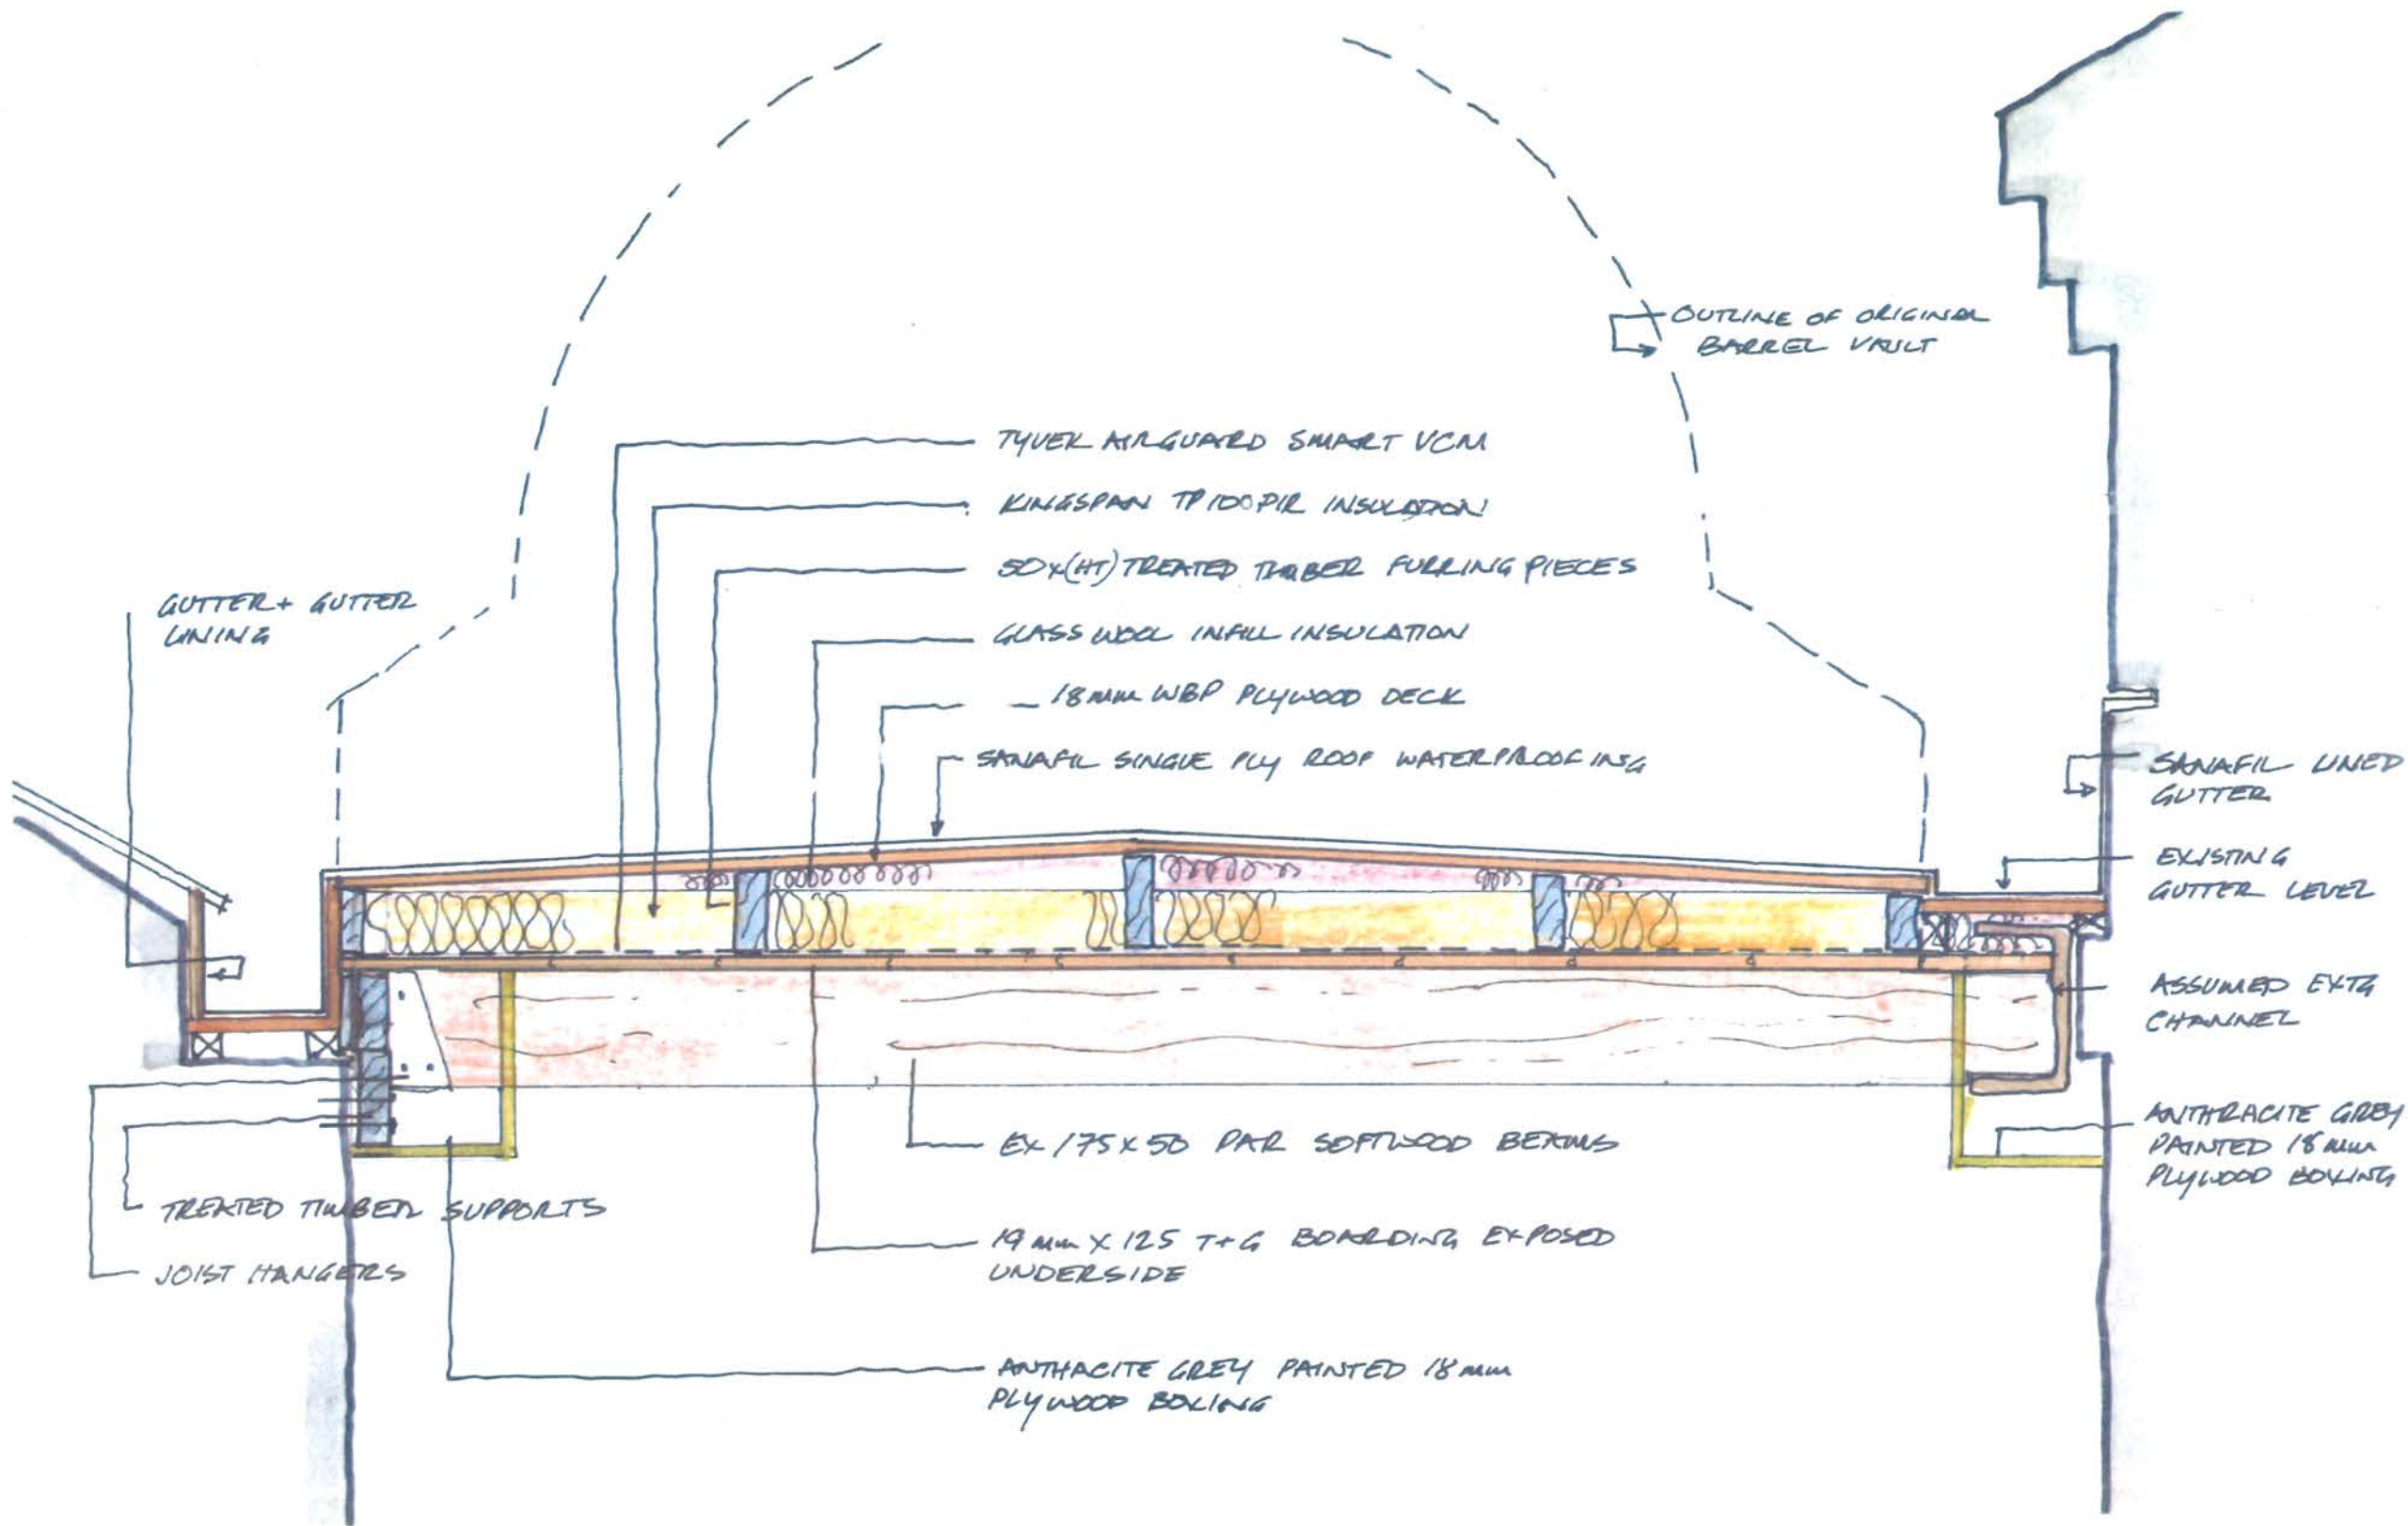 OUTLINE OF ORIGINAL
BARREL VAULT
TYVEK AIRGUARD SMART VCM
KINGSPAN TP100PIR INSULATION
50x(HT) TREATED TIMBER FURRING PIECES
GLASS WOOL INFILL INSULATION
18mm WBP PLYWOOD DECK
SANAFIL SINGLE PLY ROOF WATERPROOFING
GUTTER + GUTTER
LINING
SANAFIL LINED
GUTTER
EXISTING
GUTTER LEVEL
ASSUMED EXTG
CHANNEL
ANTHRACITE GREY
PAINTED 18mm
PLYWOOD BOXING
EX 175 x 50 PAR SOFTWOOD BEAMS
TREATED TIMBER SUPPORTS
JOIST HANGERS
19mm x 125 T+G BOARDING EXPOSED
UNDERSIDE
ANTHACITE GREY PAINTED 18mm
PLYWOOD BOXING